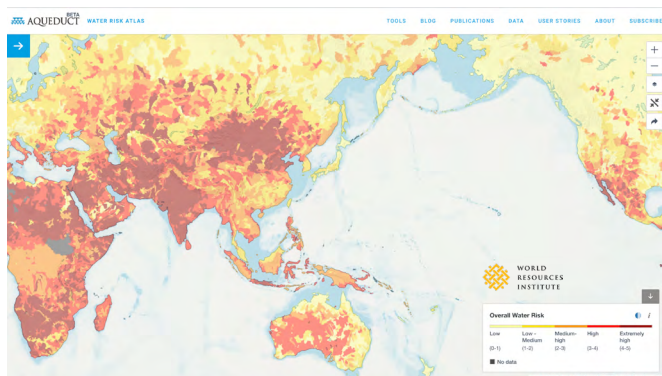 BETA
AQUEDUCT WATER RISK ATLAS TOOLS BLOG PUBLICATIONS DATA USER STORIES ABOUT SUBSCRIBE
WORLD
RESOURCES
INSTITUTE
Overall Water Risk
Low Low - Medium Medium-high High Extremely high
(0-1) (1-2) (2-3) (3-4) (4-5)
No data